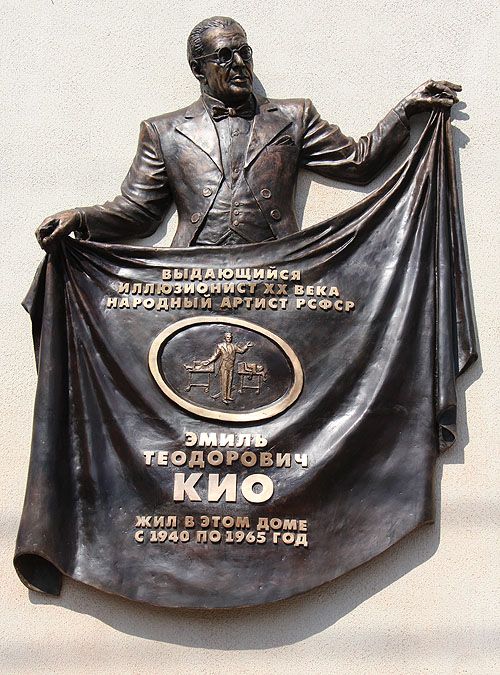 ВЫДАЮЩИЙСЯ
ИЛЛЮЗИОНИСТ XX ВЕКА
НАРОДНЫЙ АРТИСТ РСФСР
ЭМИЛЬ
ТЕОДОРОВИЧ
КИО
ЖИЛ В ЭТОМ ДОМЕ
С 1940 ПО 1965 ГОД